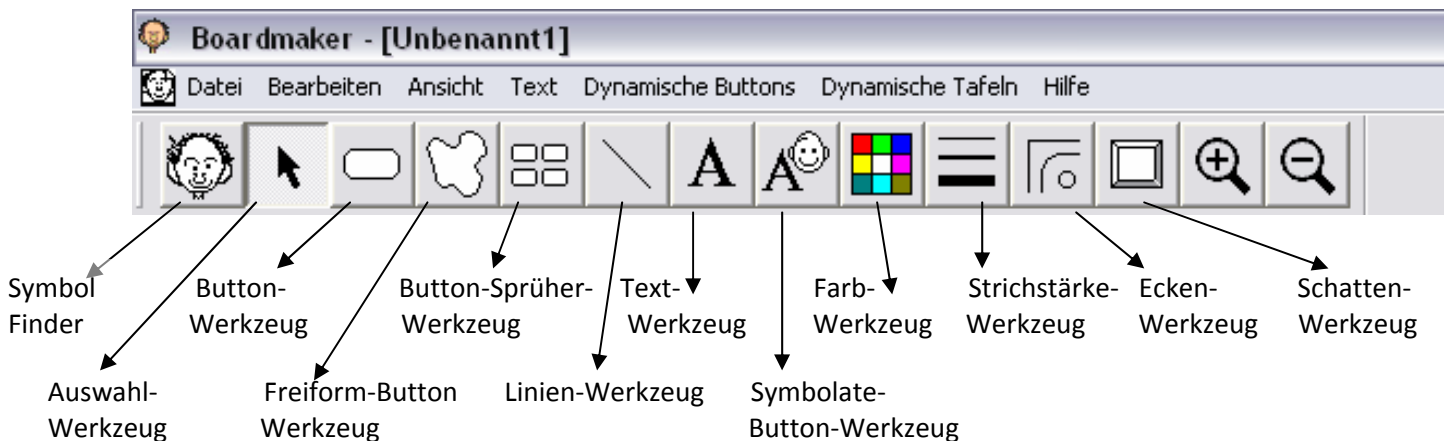 Boardmaker - [Unbenannt1]
Datei Bearbeiten Ansicht Text Dynamische Buttons Dynamische Tafeln Hilfe
A A
Symbol Finder
Button-Werkzeug
Button-Sprüher-Werkzeug
Text-Werkzeug
Farb-Werkzeug
Strichstärke-Werkzeug
Ecken-Werkzeug
Schatten-Werkzeug
Auswahl-Werkzeug
Freiform-Button Werkzeug
Linien-Werkzeug
Symbolate-Button-Werkzeug